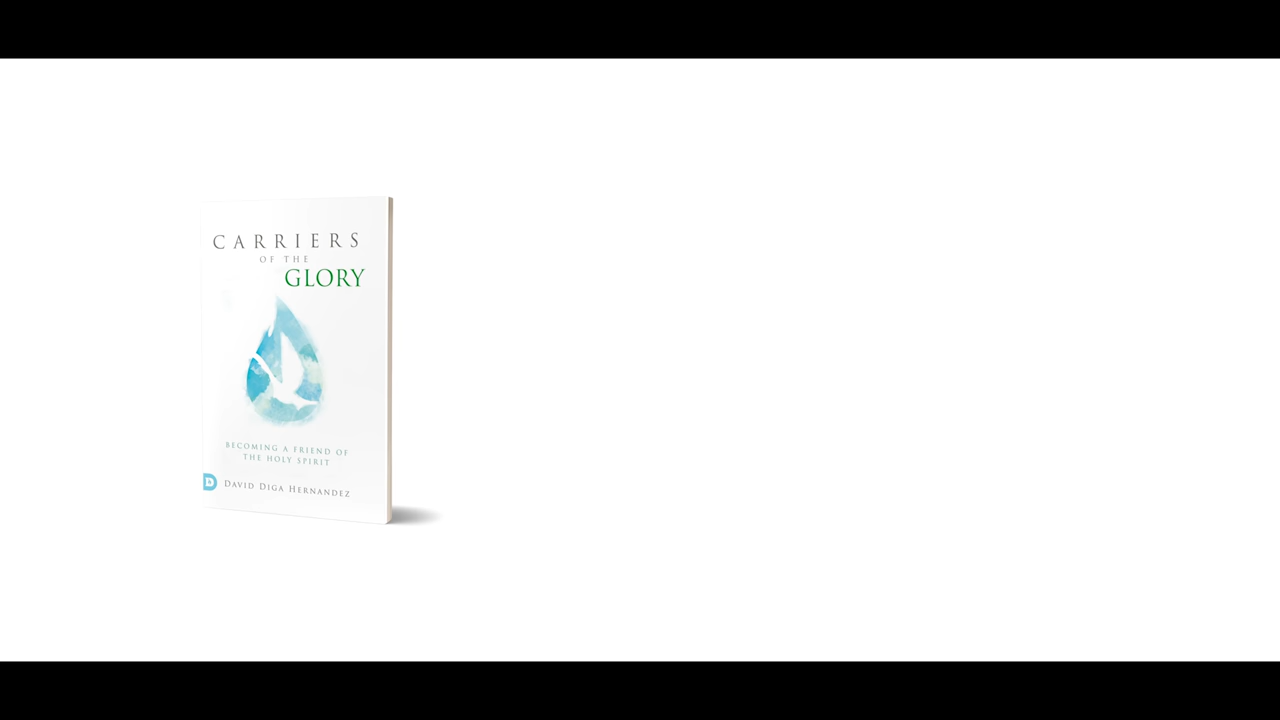 CARRIERS
OF THE
GLORY
BECOMING A FRIEND OF
THE HOLY SPIRIT
D
DAVID DIGA HERNANDEZ